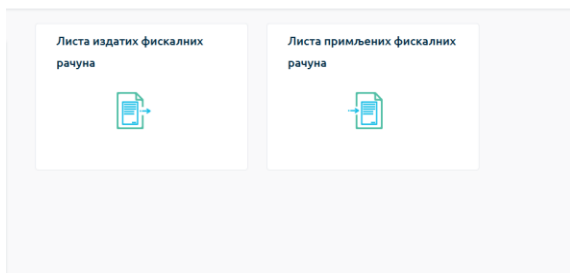 Листа издатих фискалних
рачуна
Листа примљених фискалних
рачуна